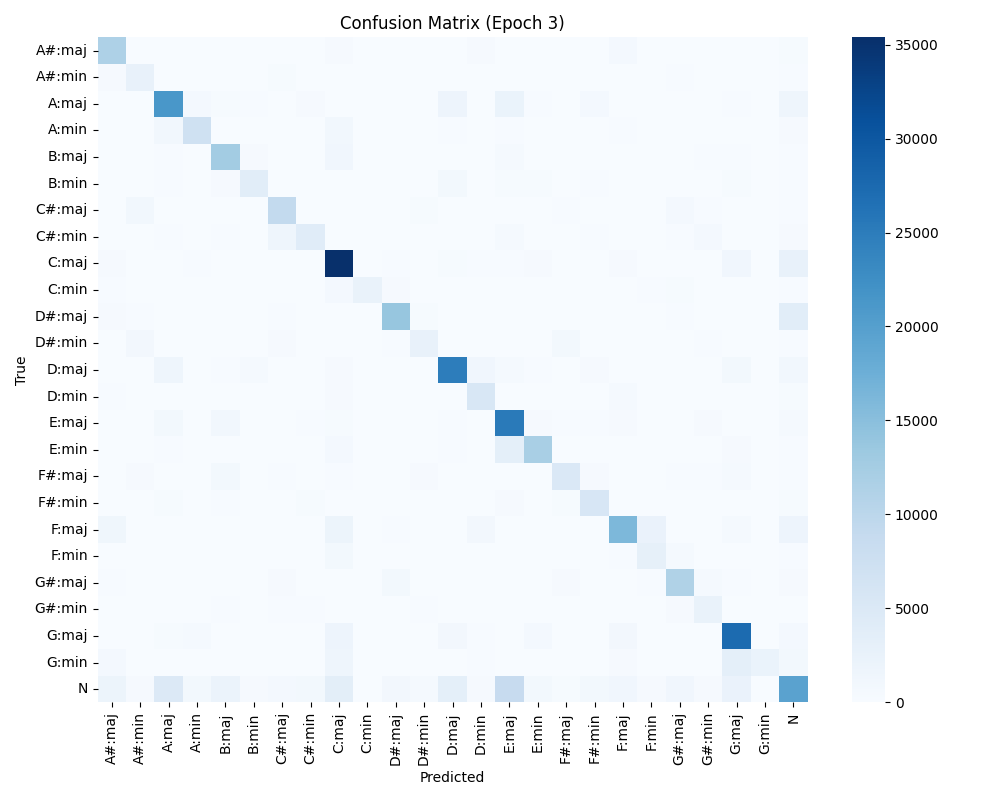 Confusion Matrix (Epoch 3)
True
A#:maj
A#:min
A:maj
A:min
B:maj
B:min
C#:maj
C#:min
C:maj
C:min
D#:maj
D#:min
D:maj
D:min
E:maj
E:min
F#:maj
F#:min
F:maj
F:min
G#:maj
G#:min
G:maj
G:min
N
A#:maj
A#:min
A:maj
A:min
B:maj
B:min
C#:maj
C#:min
C:maj
C:min
D#:maj
D#:min
D:maj
D:min
E:maj
E:min
F#:maj
F#:min
F:maj
F:min
G#:maj
G#:min
G:maj
G:min
N
Predicted
35000
30000
25000
20000
15000
10000
5000
0